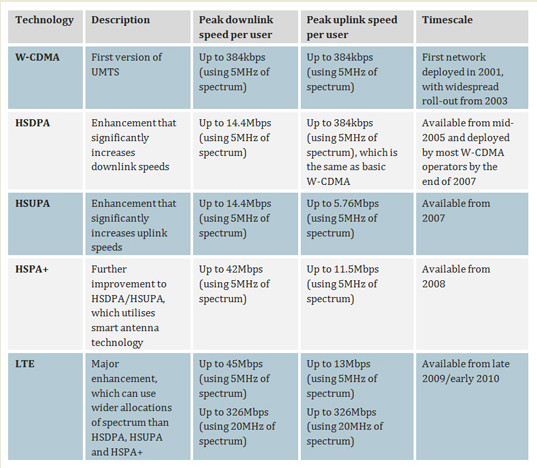 Technology Description Peak downlink Peak uplink speed Timescale
speed per user per user
W-CDMA First version of Up to 384kbps Up to 384kbps First network
UMTS (using 5MHz of (using 5MHz of deployed in 2001,
spectrum) spectrum) with widespread
roll-out from 2003
HSDPA Enhancement that Up to 14.4Mbps Up to 384kbps Available from mid-
significantly (using 5MHz of (using 5MHz of 2005 and deployed
increases spectrum) spectrum), which is by most W-CDMA
downlink speeds the same as basic operators by the
W-CDMA end of 2007
HSUPA Enhancement that Up to 14.4Mbps Up to 5.76Mbps Available from
significantly (using 5MHz of (using 5MHz of 2007
increases uplink spectrum) spectrum)
speeds
HSPA+ Further Up to 42Mbps Up to 11.5Mbps Available from
improvement to (using 5MHz of (using 5MHz of 2008
HSDPA/HSUPA, spectrum) spectrum)
which utilises
smart antenna
technology
LTE Major Up to 45Mbps Up to 13Mbps Available from late
enhancement, (using 5MHz of (using 5MHz of 2009/early 2010
which can use spectrum) spectrum)
wider allocations Up to 326Mbps Up to 326Mbps
of spectrum than (using 20MHz of (using 20MHz of
HSDPA, HSUPA spectrum) spectrum)
and HSPA+